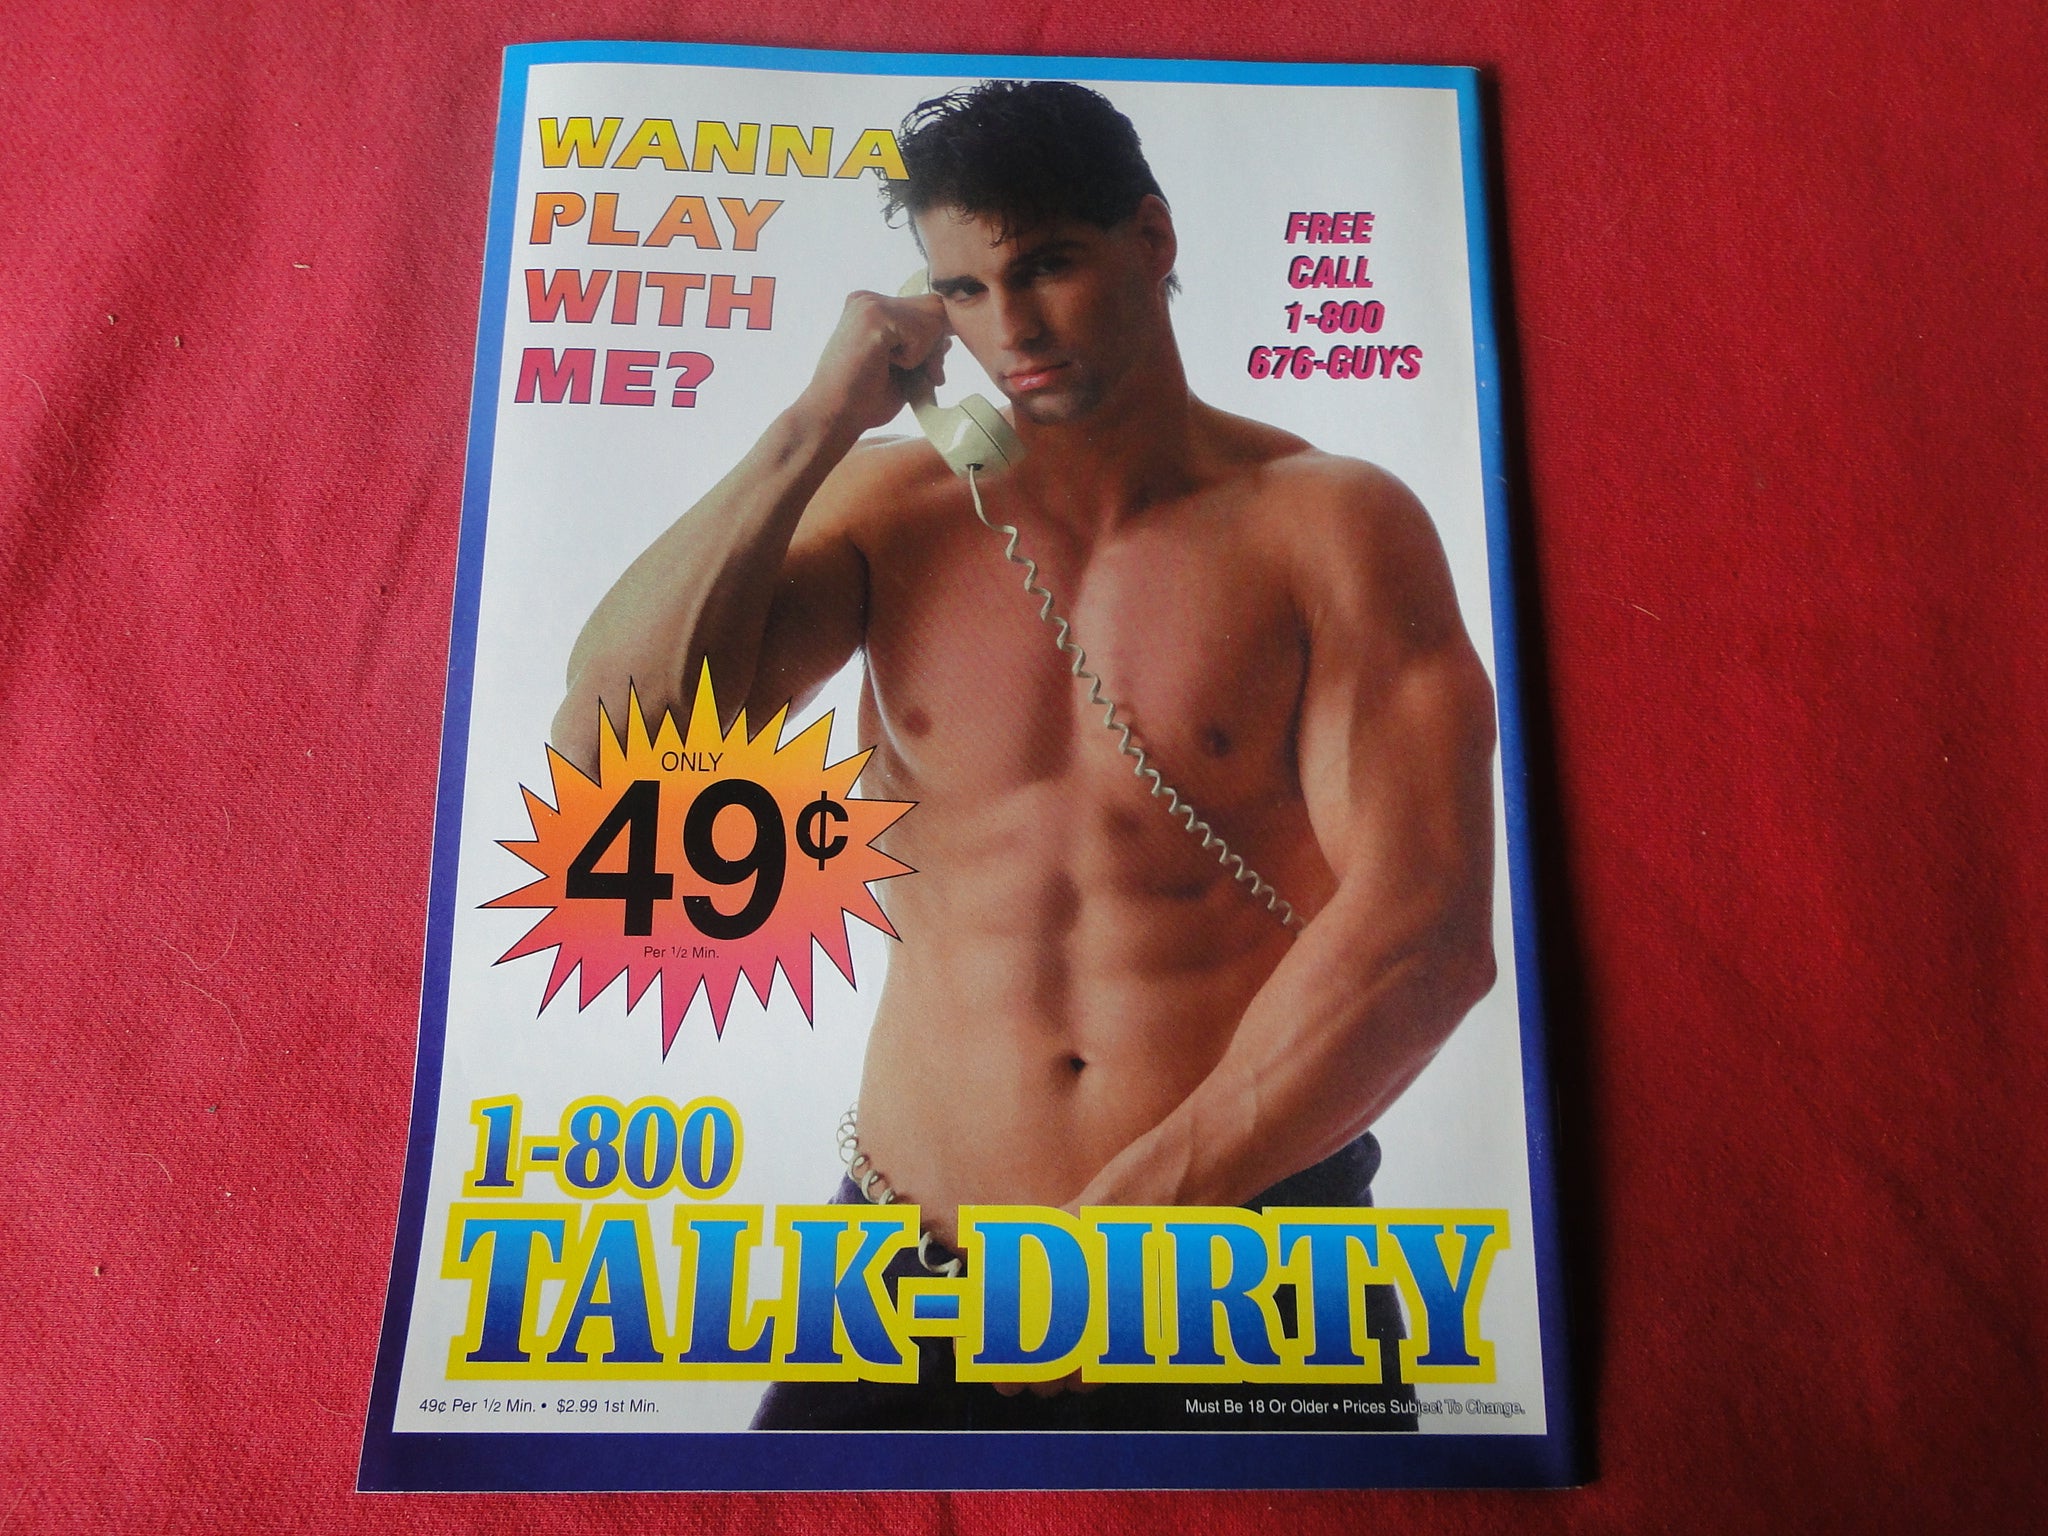 WANNA
PLAY
WITH
ME?
FREE
CALL
1-800
676-GUYS
ONLY
49¢
Per 1/2 Min.
1-800
TALK-DIRTY
49¢ Per 1/2 Min. • $2.99 1st Min.
Must Be 18 Or Older • Prices Subject To Change.